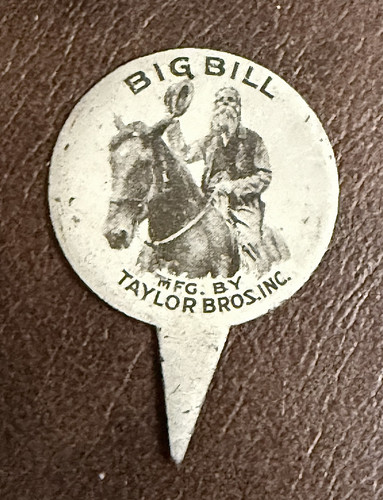 BIG BILL
MFG. BY
TAYLOR BROS. INC.